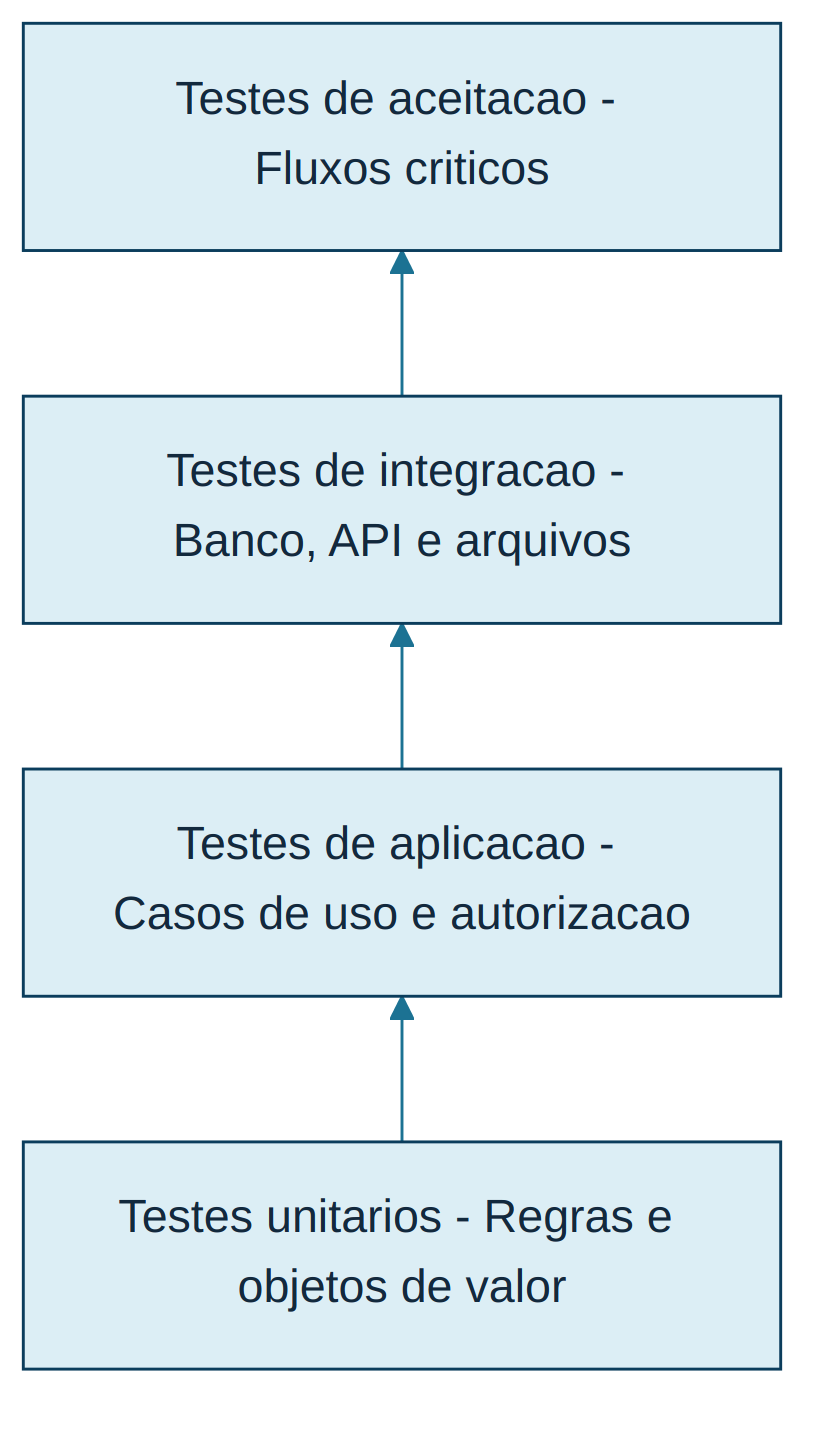 Testes de aceitacao -
Fluxos criticos
Testes de integracao -
Banco, API e arquivos
Testes de aplicacao -
Casos de uso e autorizacao
Testes unitarios - Regras e
objetos de valor